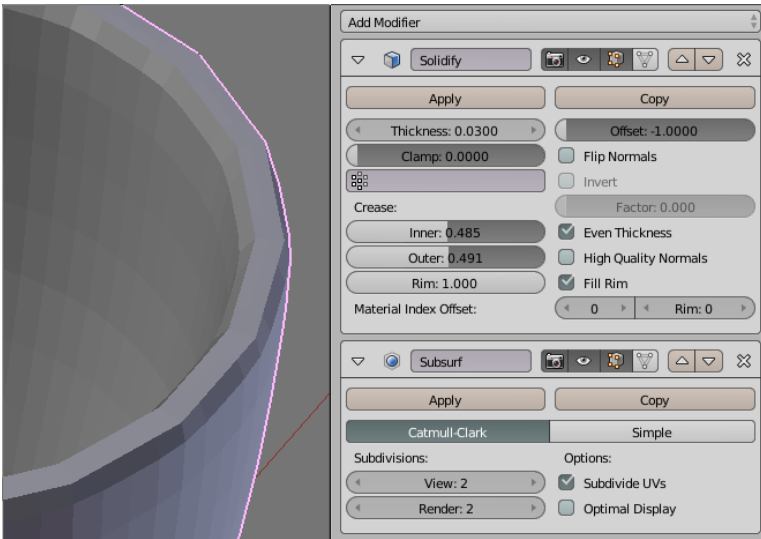 Add Modifier
Solidify
Apply Copy
Thickness: 0.0300 Offset: -1.0000
Clamp: 0.0000 Flip Normals
Invert
Crease: Factor: 0.000
Inner: 0.485 Even Thickness
Outer: 0.491 High Quality Normals
Rim: 1.000 Fill Rim
Material Index Offset: 0 Rim: 0
Subsurf
Apply Copy
Catmull-Clark Simple
Subdivisions: Options:
View: 2 Subdivide UVs
Render: 2 Optimal Display